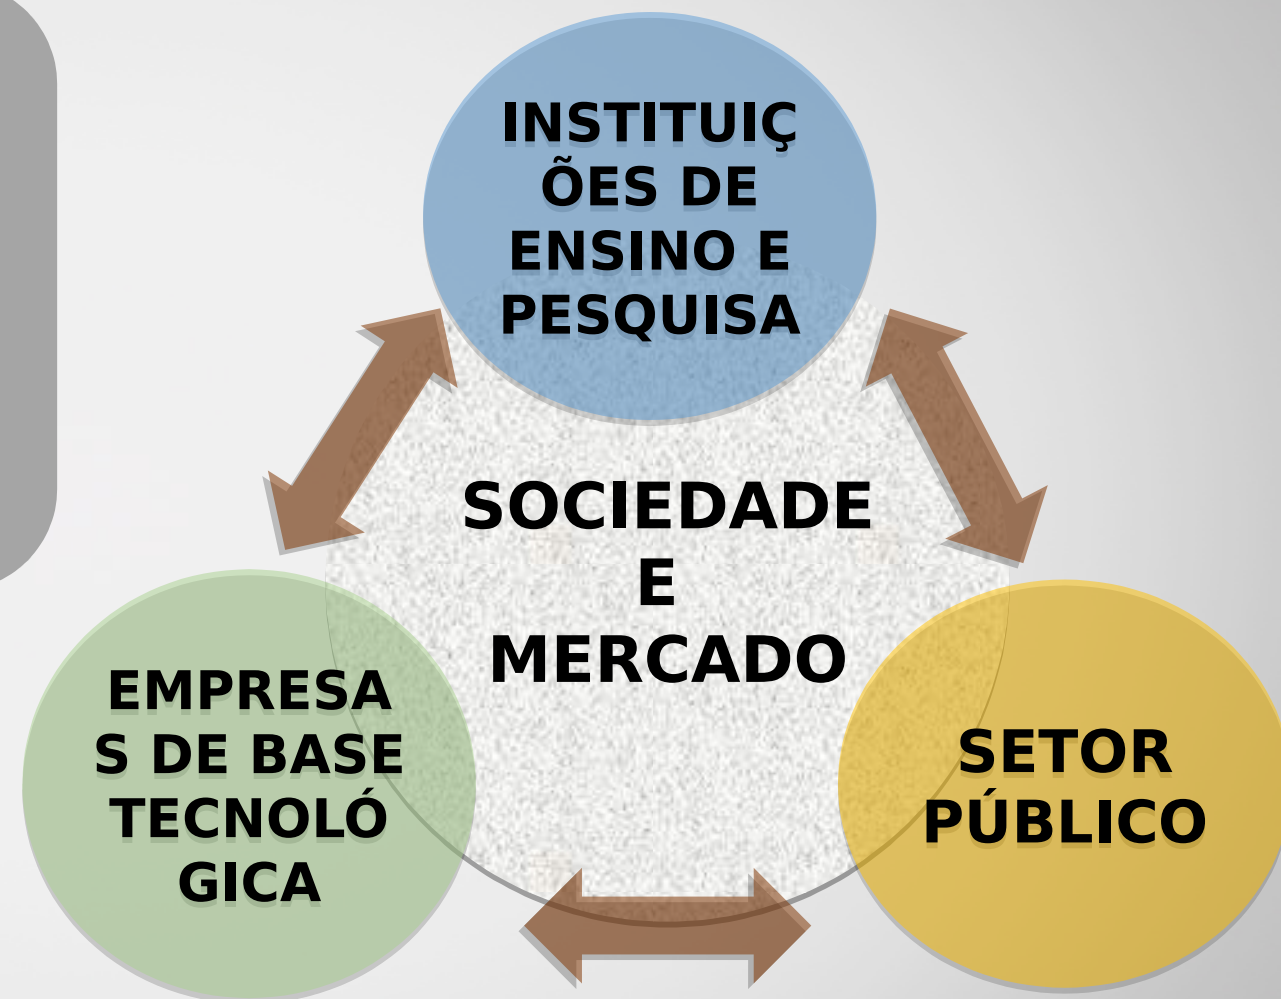 INSTITUIÇ
ÕES DE
ENSINO E
PESQUISA
SOCIEDADE
E
MERCADO
EMPRESA
S DE BASE
TECNOLÓ
GICA
SETOR
PÚBLICO